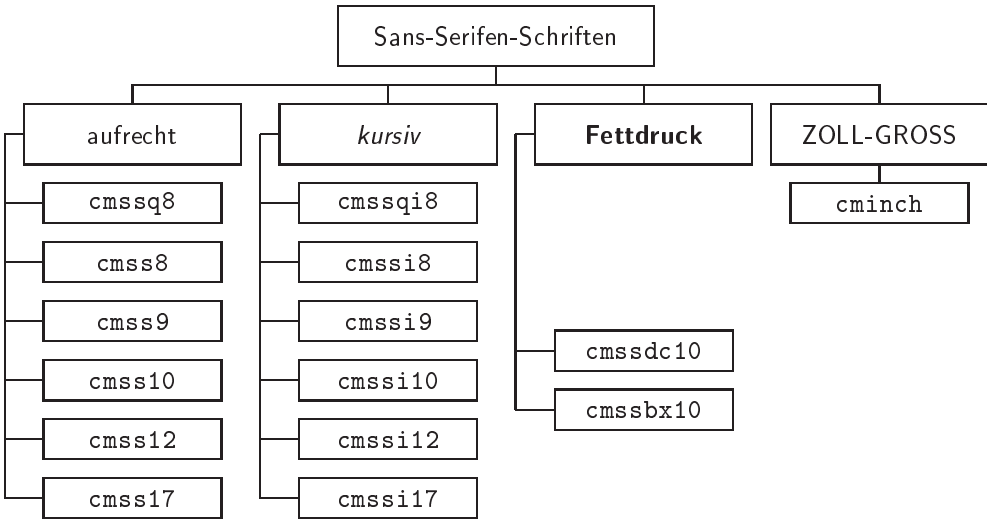 Sans-Serifen-Schriften
aufrecht
kursiv
Fettdruck
ZOLL-GROSS
cmssq8
cmssqi8
cminch
cmss8
cmssi8
cmss9
cmssi9
cmssdc10
cmss10
cmssi10
cmssbx10
cmss12
cmssi12
cmss17
cmssi17